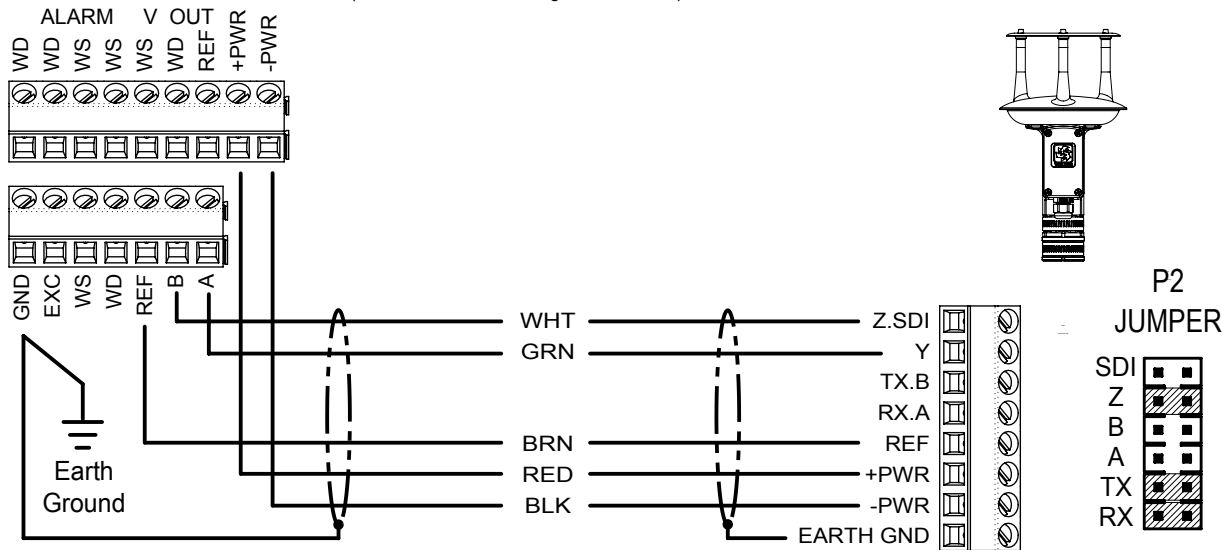 ALARM V OUT
WD WD WS WS WS WD REF +PWR -PWR
GND EXC WS WD REF B A
Earth
Ground
WHT
GRN
BRN
RED
BLK
Z.SDI
Y
TX.B
RX.A
REF
+PWR
-PWR
EARTH GND
P2
JUMPER
SDI
Z
B
A
TX
RX